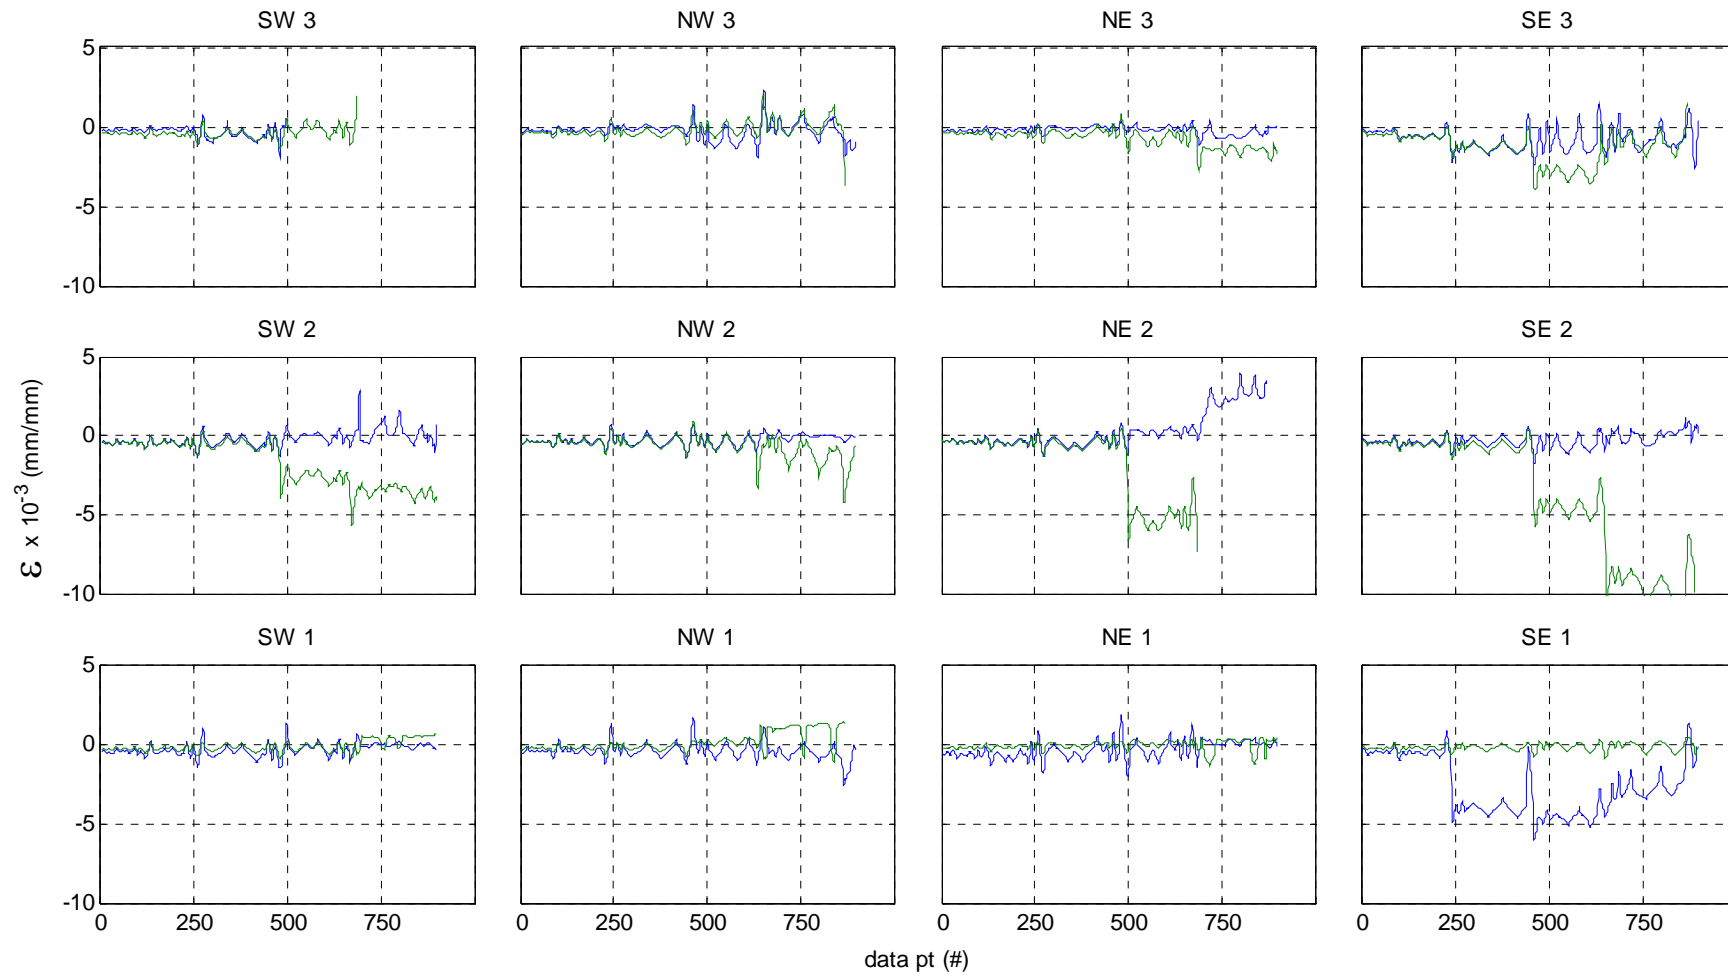 SW 3 NW 3 NE 3 SE 3
5
0
-5
-10
SW 2 NW 2 NE 2 SE 2
5
0
-5
-10
ε x 10-3 (mm/mm)
SW 1 NW 1 NE 1 SE 1
5
0
-5
-10
0 250 500 750 0 250 500 750 0 250 500 750 0 250 500 750
data pt (#)